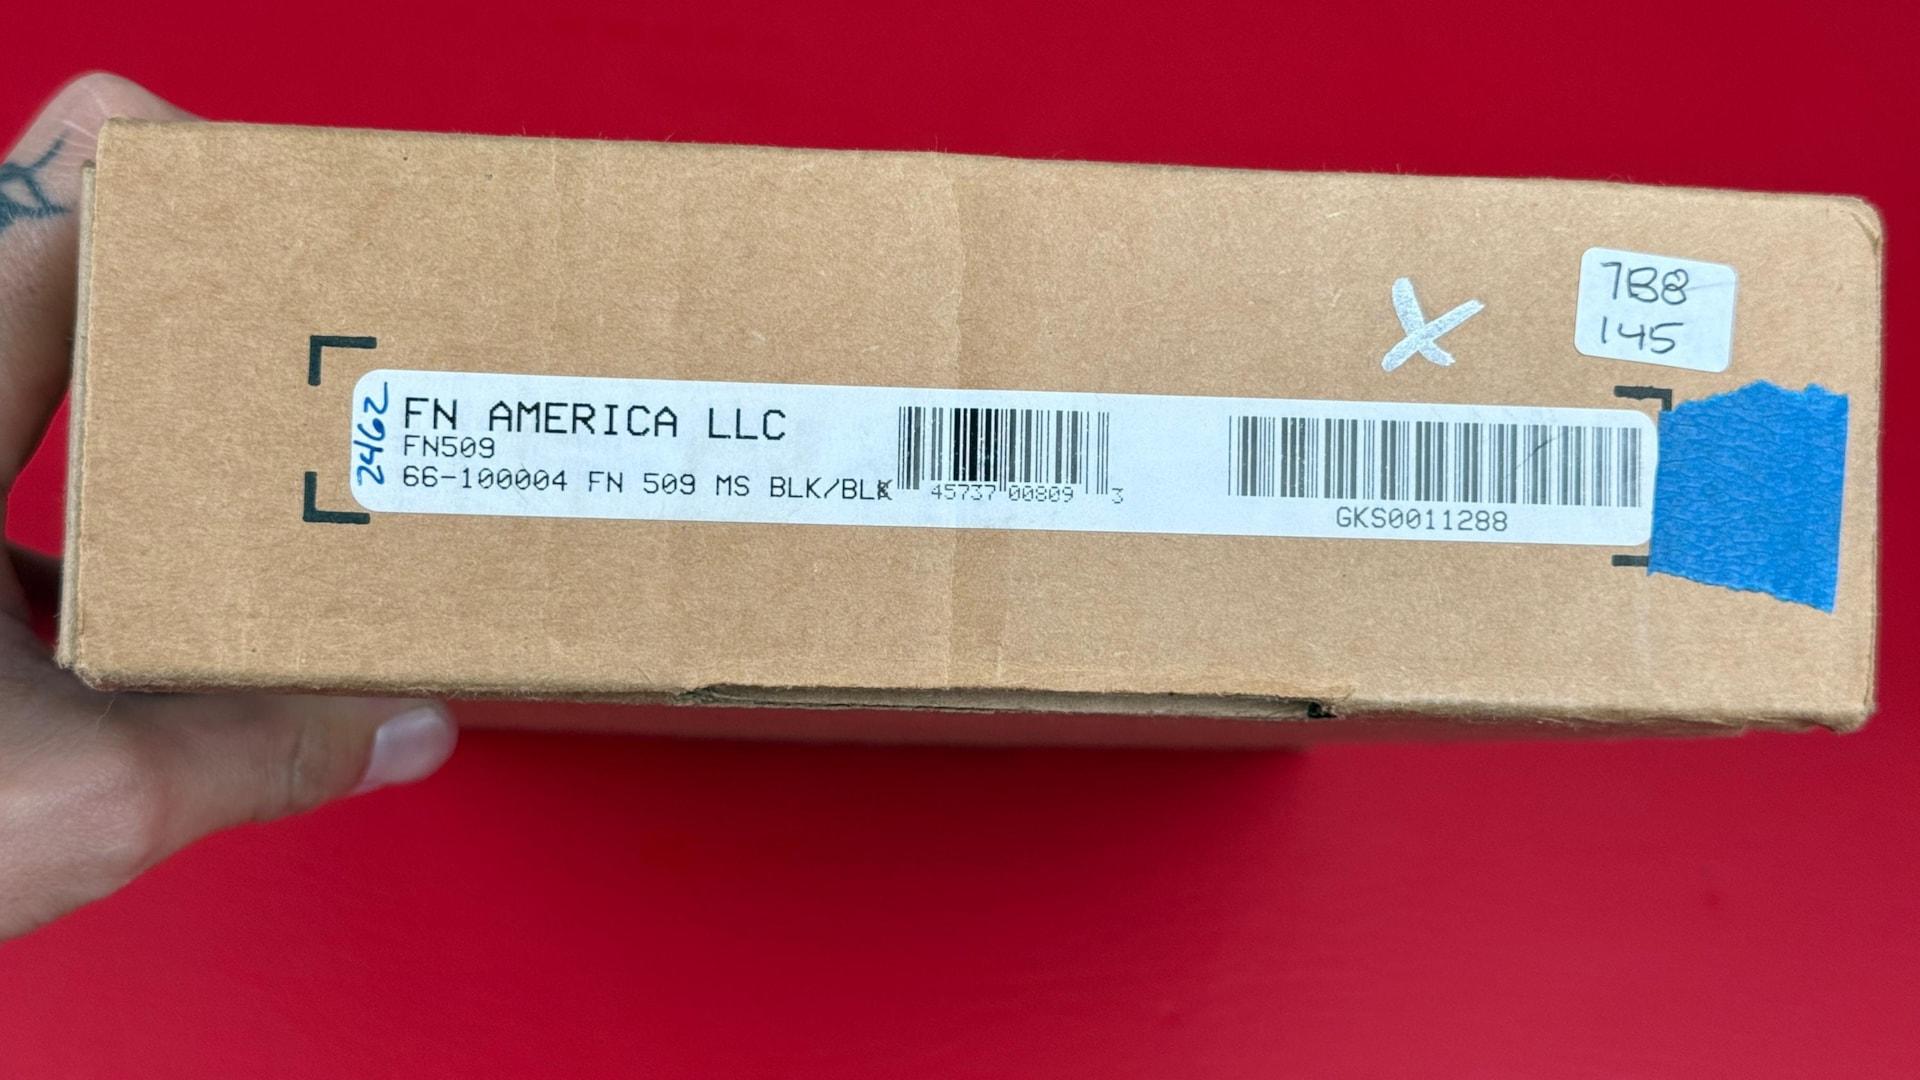 7B8
145
2462
FN AMERICA LLC
FN509
66-100004 FN 509 MS BLK/BLK
45737 00809 3
GKS0011288